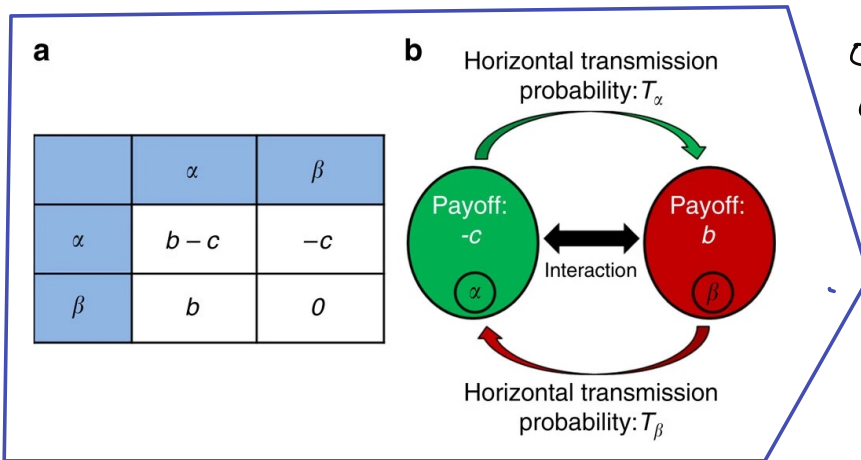 a
α β
α b – c –c
β b 0
b
Horizontal transmission
probability: Tα
Payoff:
-c
α
Interaction
Payoff:
b
β
Horizontal transmission
probability: Tβ